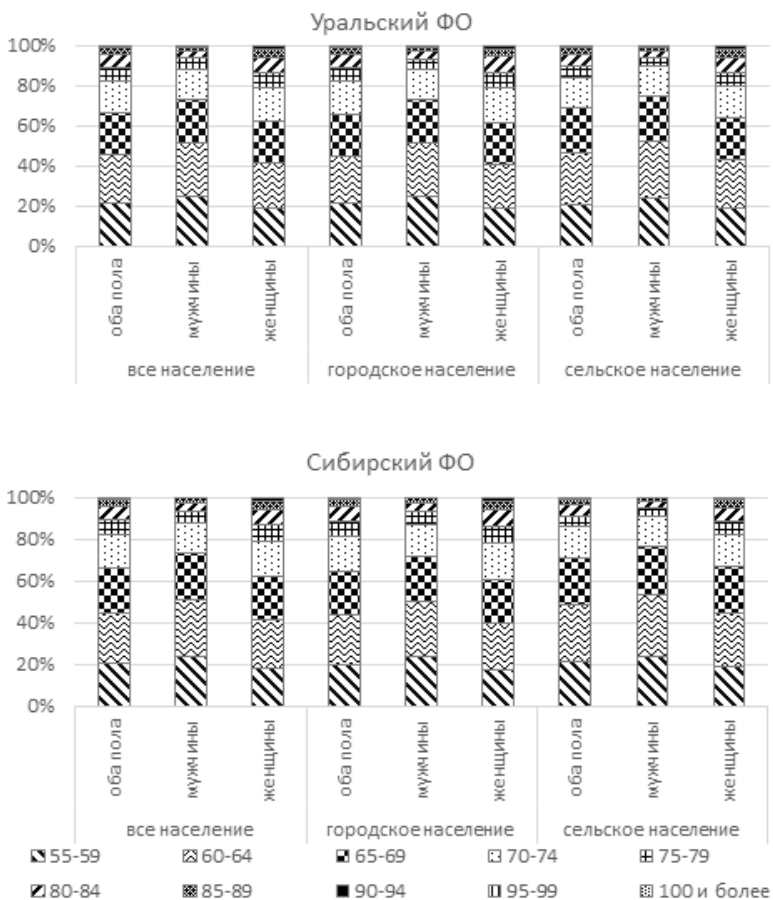 Уральский ФО
100%
80%
60%
40%
20%
0%
оба пола
мужчины
женщины
оба пола
мужчины
женщины
оба пола
мужчины
женщины
все население
городское население
сельское население
Сибирский ФО
100%
80%
60%
40%
20%
0%
оба пола
мужчины
женщины
оба пола
мужчины
женщины
оба пола
мужчины
женщины
все население
городское население
сельское население
55-59
60-64
65-69
70-74
75-79
80-84
85-89
90-94
95-99
100 и более